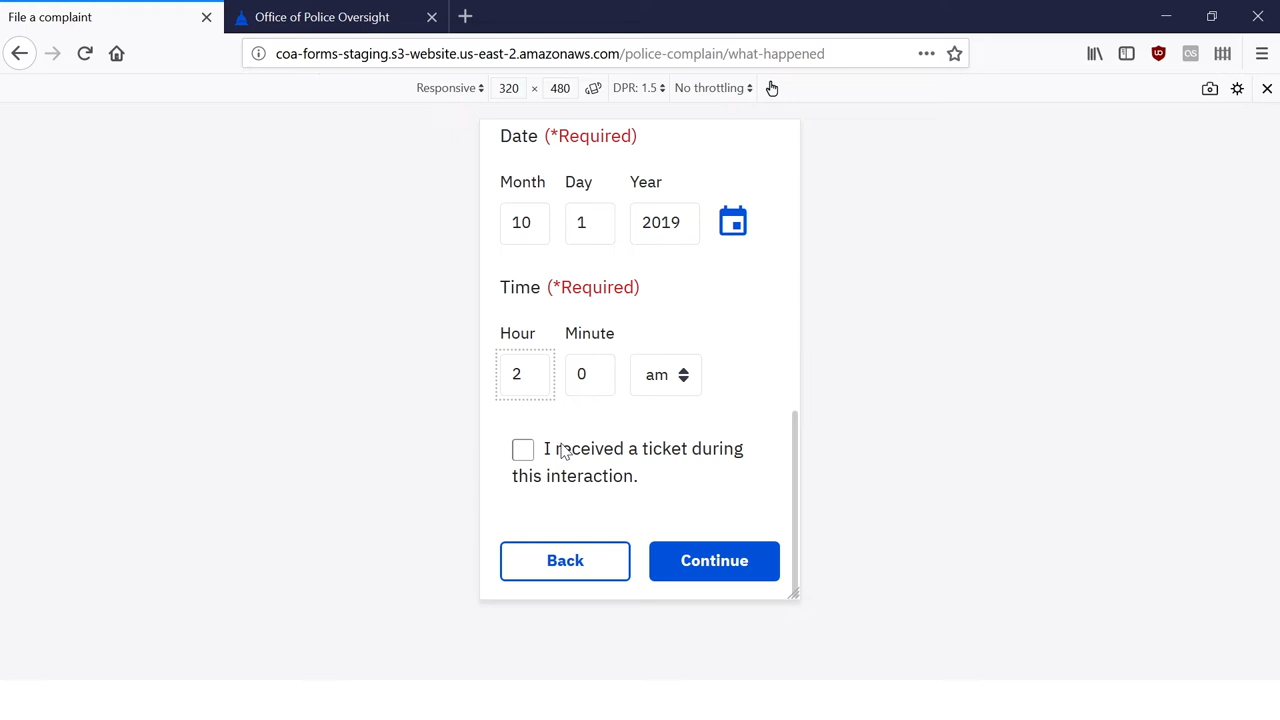 File a complaint
Office of Police Oversight
coa-forms-staging.s3-website.us-east-2.amazonaws.com/police-complain/what-happened
Responsive 320 × 480 DPR: 1.5 No throttling
Date (*Required)
Month Day Year
10 1 2019
Time (*Required)
Hour Minute
2 0 am
I received a ticket during
this interaction.
Back Continue